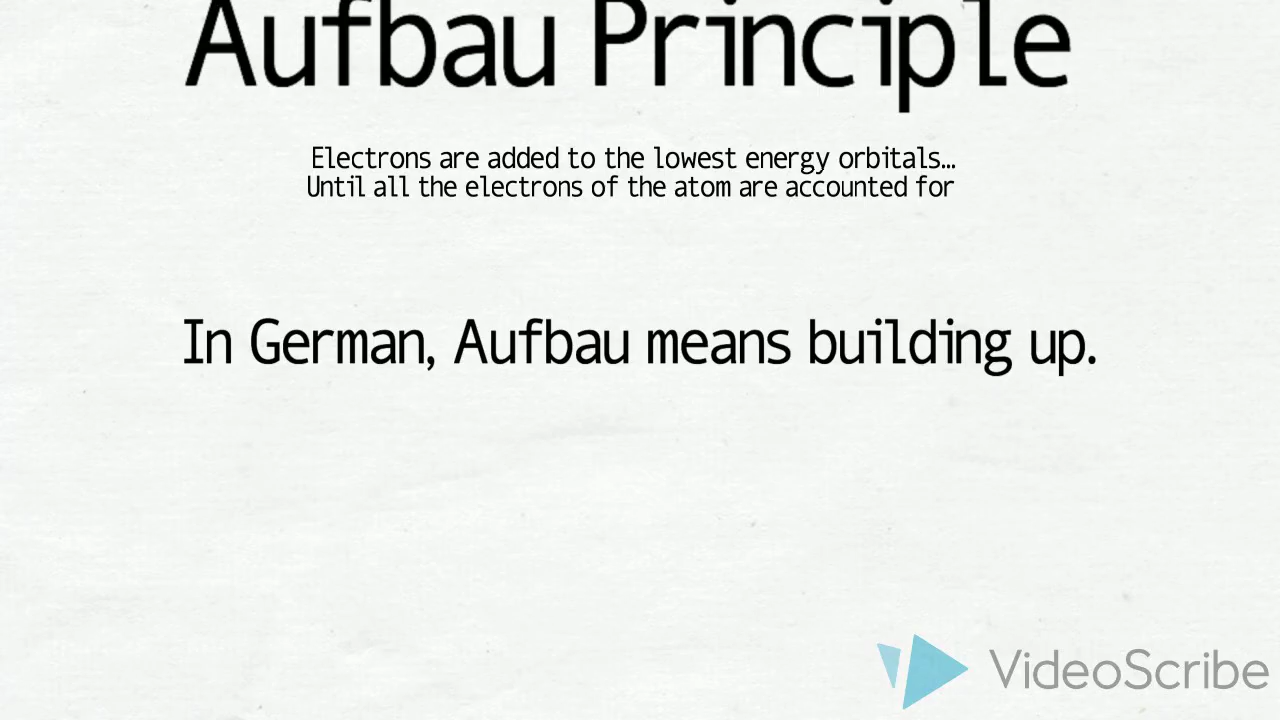 Aufbau Principle
Electrons are added to the lowest energy orbitals...
Until all the electrons of the atom are accounted for
In German, Aufbau means building up.
VideoScribe